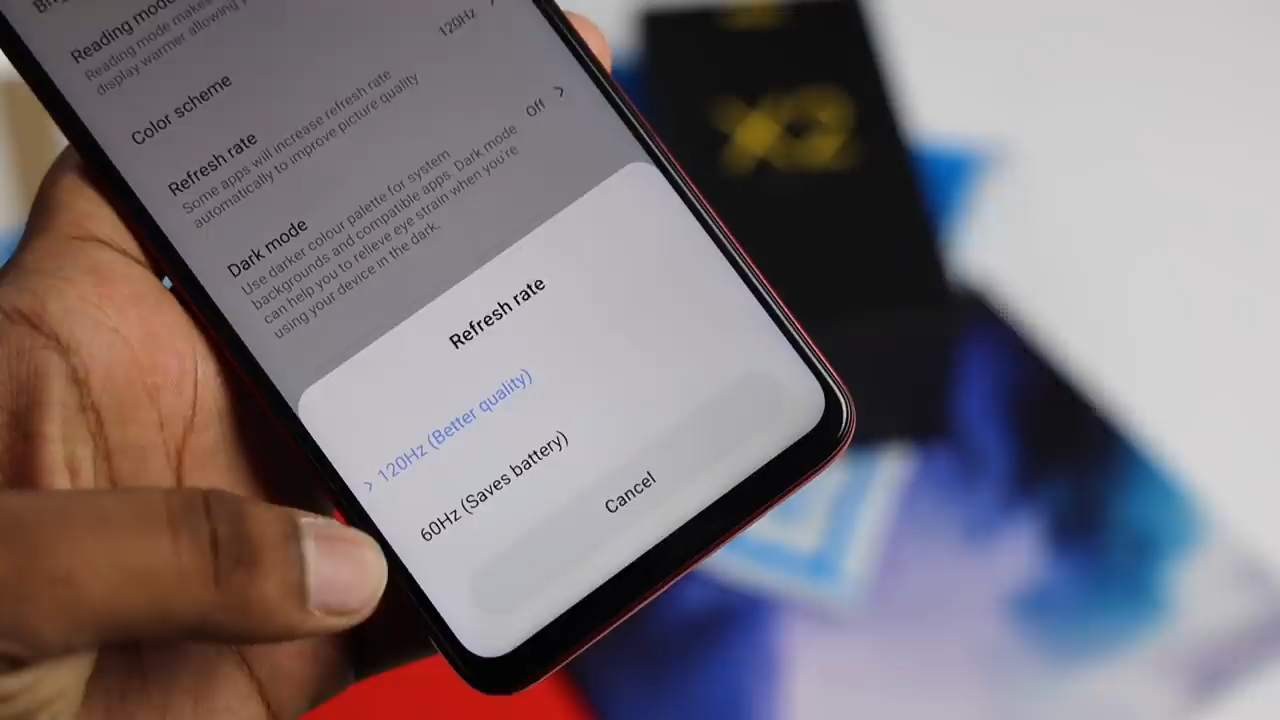 Reading mode
Reading mode makes
display warmer allowing
Color scheme
120Hz
Refresh rate
Some apps will increase refresh rate
automatically to improve picture quality
Dark mode
Off >
Use darker colour palette for system
backgrounds and compatible apps. Dark mode
can help you to relieve eye strain when you're
using your device in the dark.
Refresh rate
> 120Hz (Better quality)
60Hz (Saves battery)
Cancel
X3